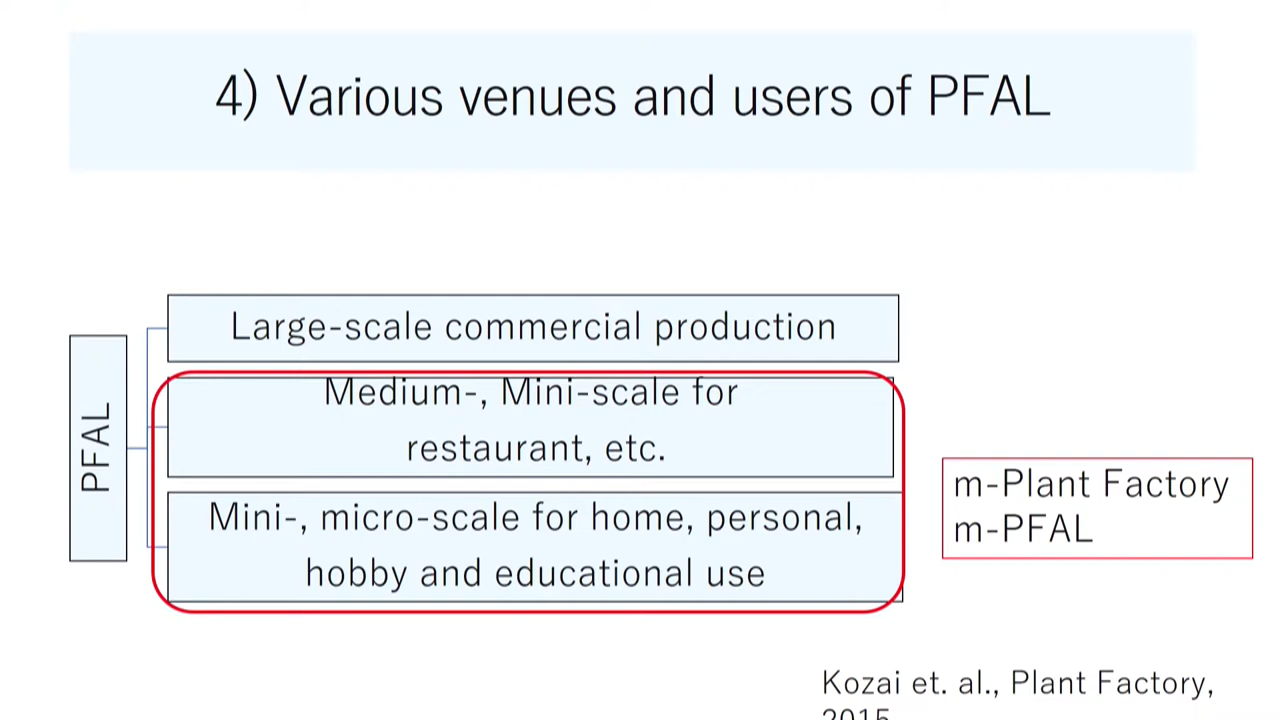 4) Various venues and users of PFAL
PFAL
Large-scale commercial production
Medium-, Mini-scale for
restaurant, etc.
Mini-, micro-scale for home, personal,
hobby and educational use
m-Plant Factory
m-PFAL
Kozai et. al., Plant Factory,
2015